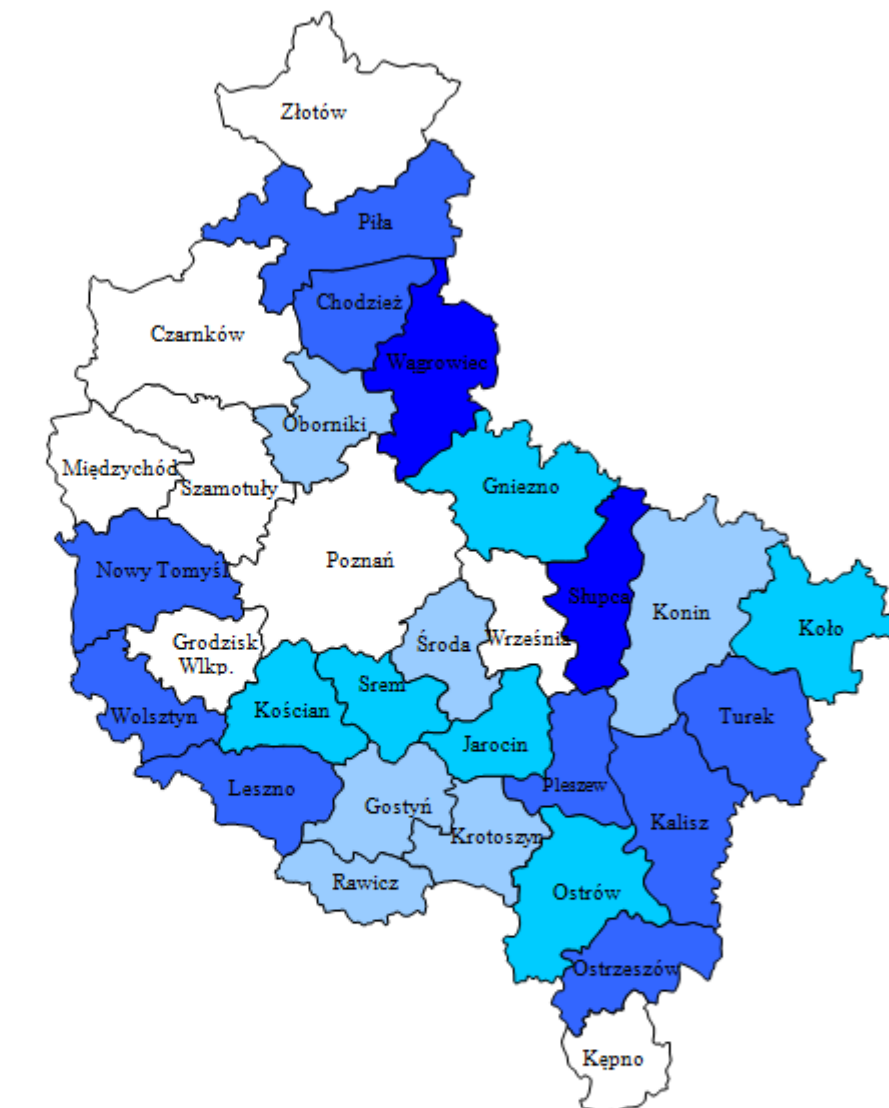 Złotów
Piła
Chodzież
Czarnków
Wągrowiec
Oborniki
Międzychód
Szamotuły
Gniezno
Poznań
Nowy Tomyśl
Słupca
Konin
Koło
Grodzisk
Wlkp.
Środa
Września
Srem
Kościan
Wolsztyn
Turek
Jarocin
Leszno
Pleszew
Gostyń
Krotoszyn
Kalisz
Rawicz
Ostrów
Ostrzeszów
Kępno